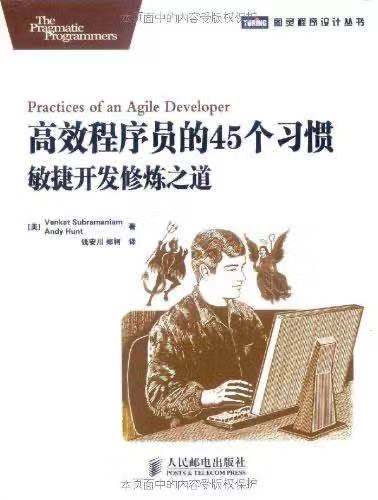 The
Pragmatic
Programmers
本页面中的内容受版权保护
TURING 图灵程序设计丛书
Practices of an Agile Developer
高效程序员的45个习惯
敏捷开发修炼之道
[美] Venkat Subramaniam 著
Andy Hunt
钱安川 郑柯 译
人民邮电出版社
POSTS & TELECOM PRESS
本页面中的内容受版权保护